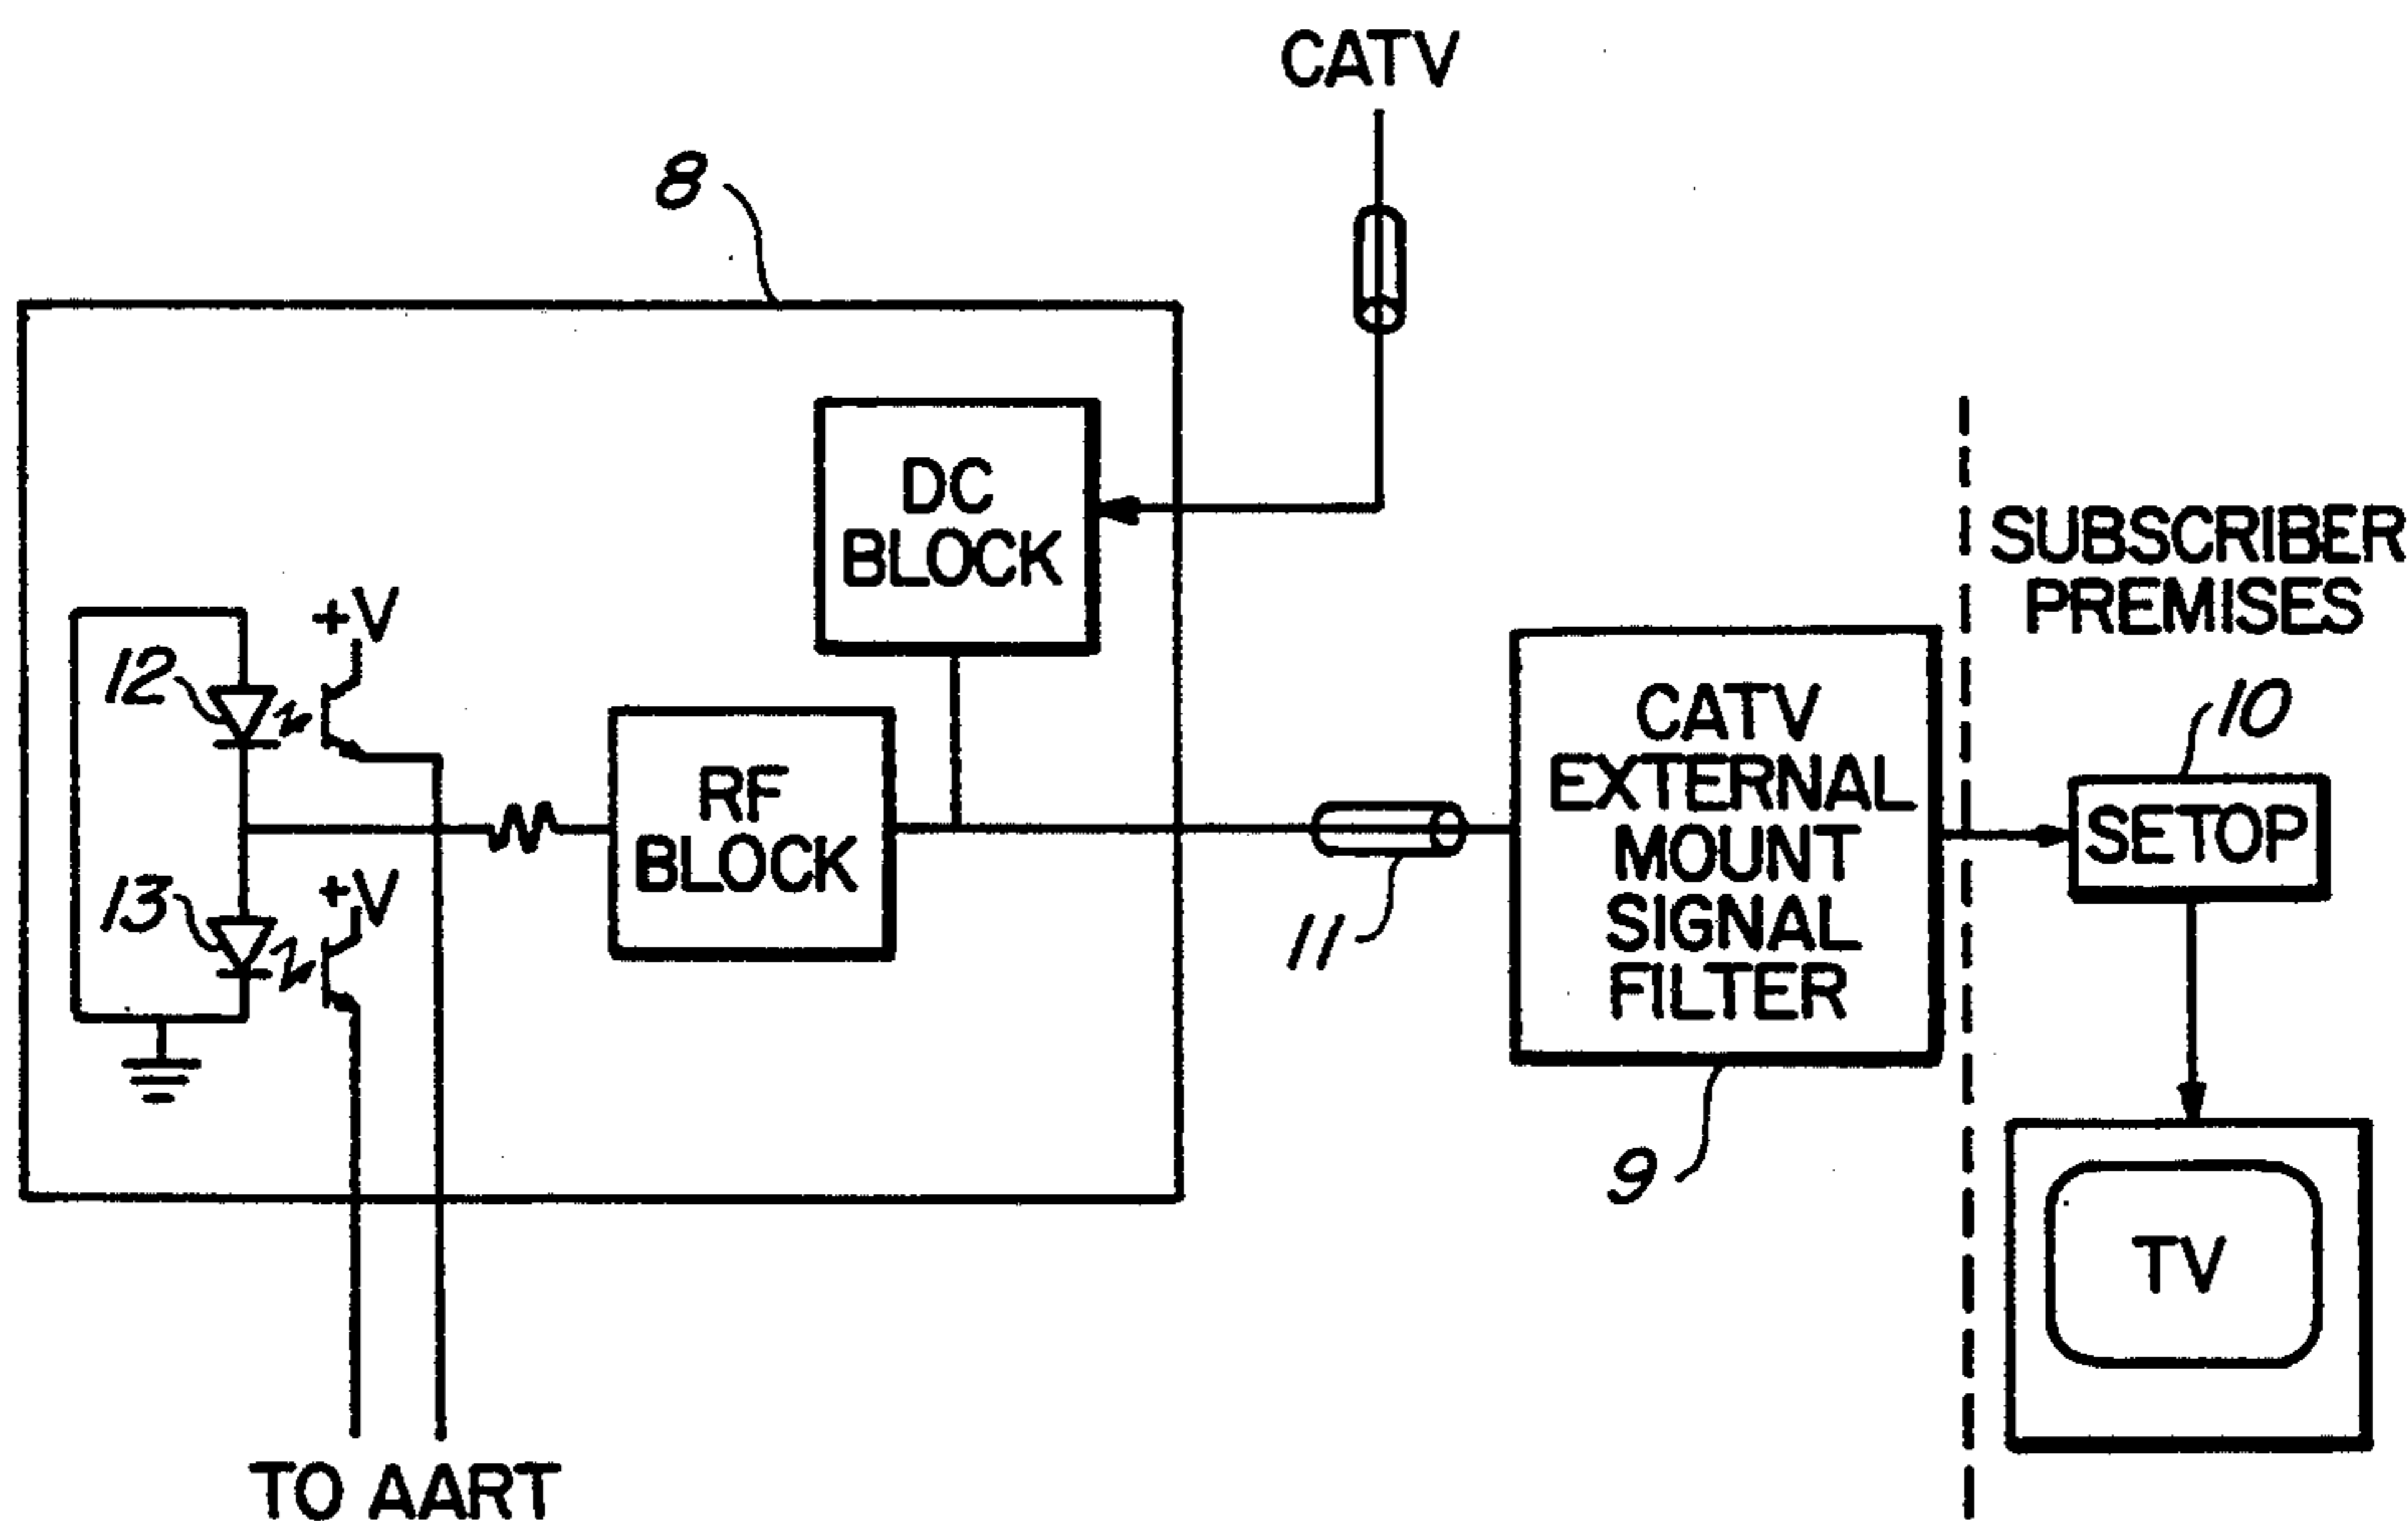 CATV
8
DC
BLOCK
SUBSCRIBER
PREMISES
+V
12
CATV
EXTERNAL
MOUNT
SIGNAL
FILTER
10
SETOP
RF
BLOCK
+V
13
11
9
TV
TO AART